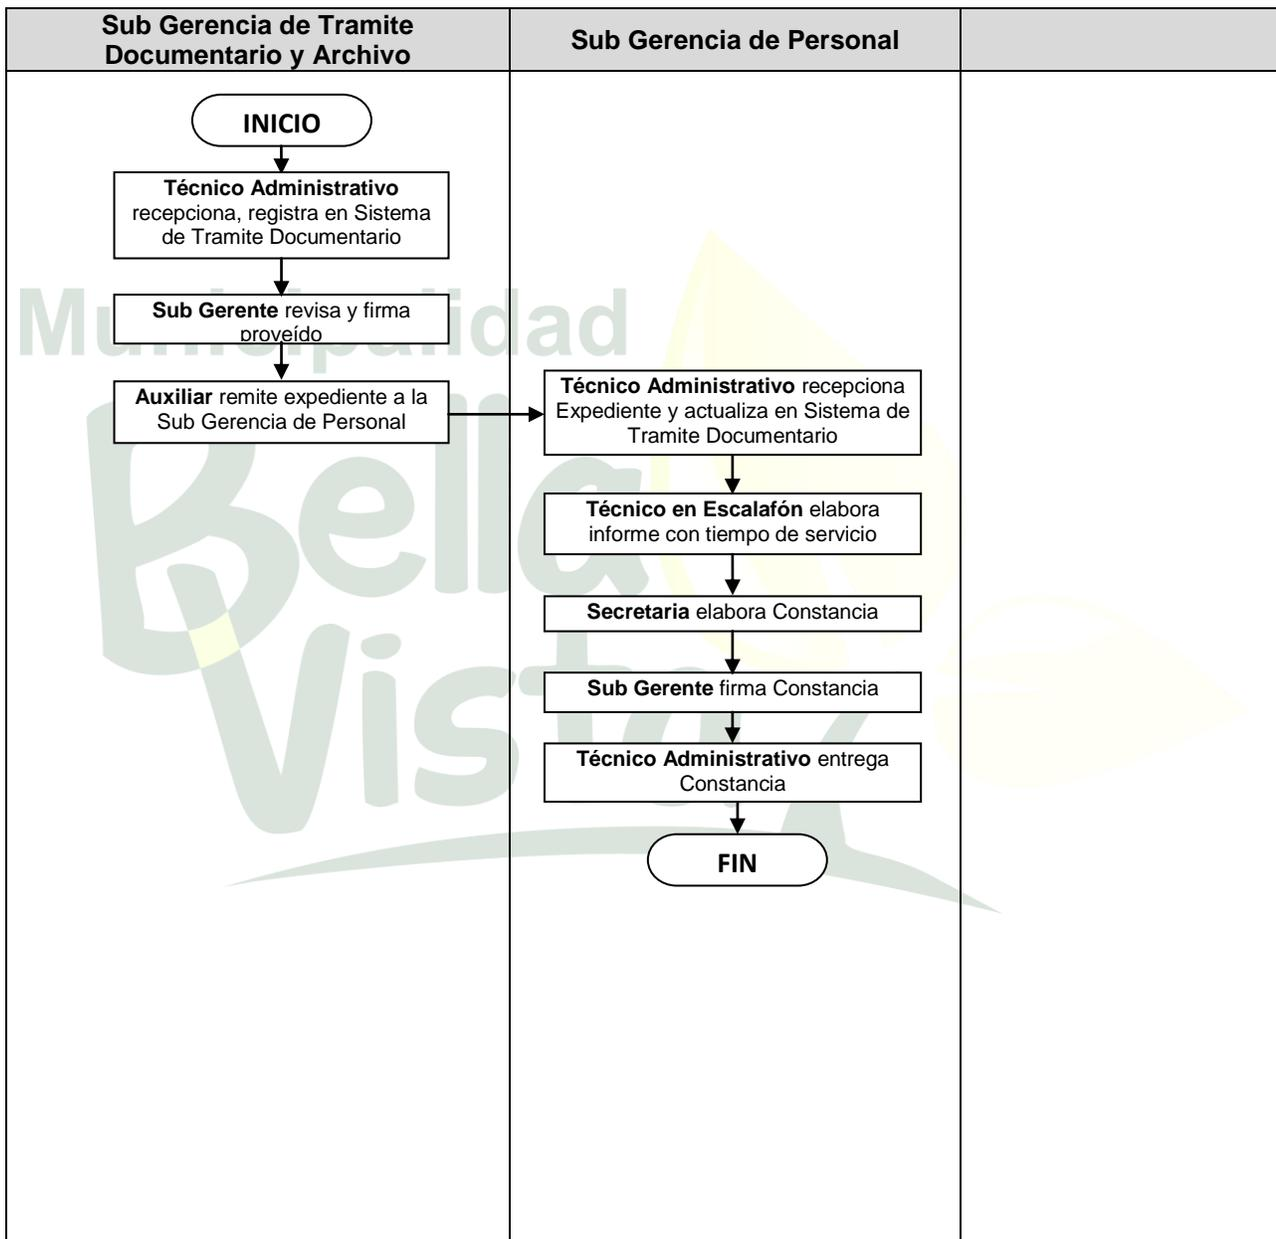 Sub Gerencia de Tramite
Documentario y Archivo
Sub Gerencia de Personal
INICIO
Técnico Administrativo
recepciona, registra en Sistema
de Tramite Documentario
Sub Gerente revisa y firma
proveído
Auxiliar remite expediente a la
Sub Gerencia de Personal
Técnico Administrativo recepciona
Expediente y actualiza en Sistema de
Tramite Documentario
Técnico en Escalafón elabora
informe con tiempo de servicio
Secretaria elabora Constancia
Sub Gerente firma Constancia
Técnico Administrativo entrega
Constancia
FIN
Municipalidad
Bella
Vista